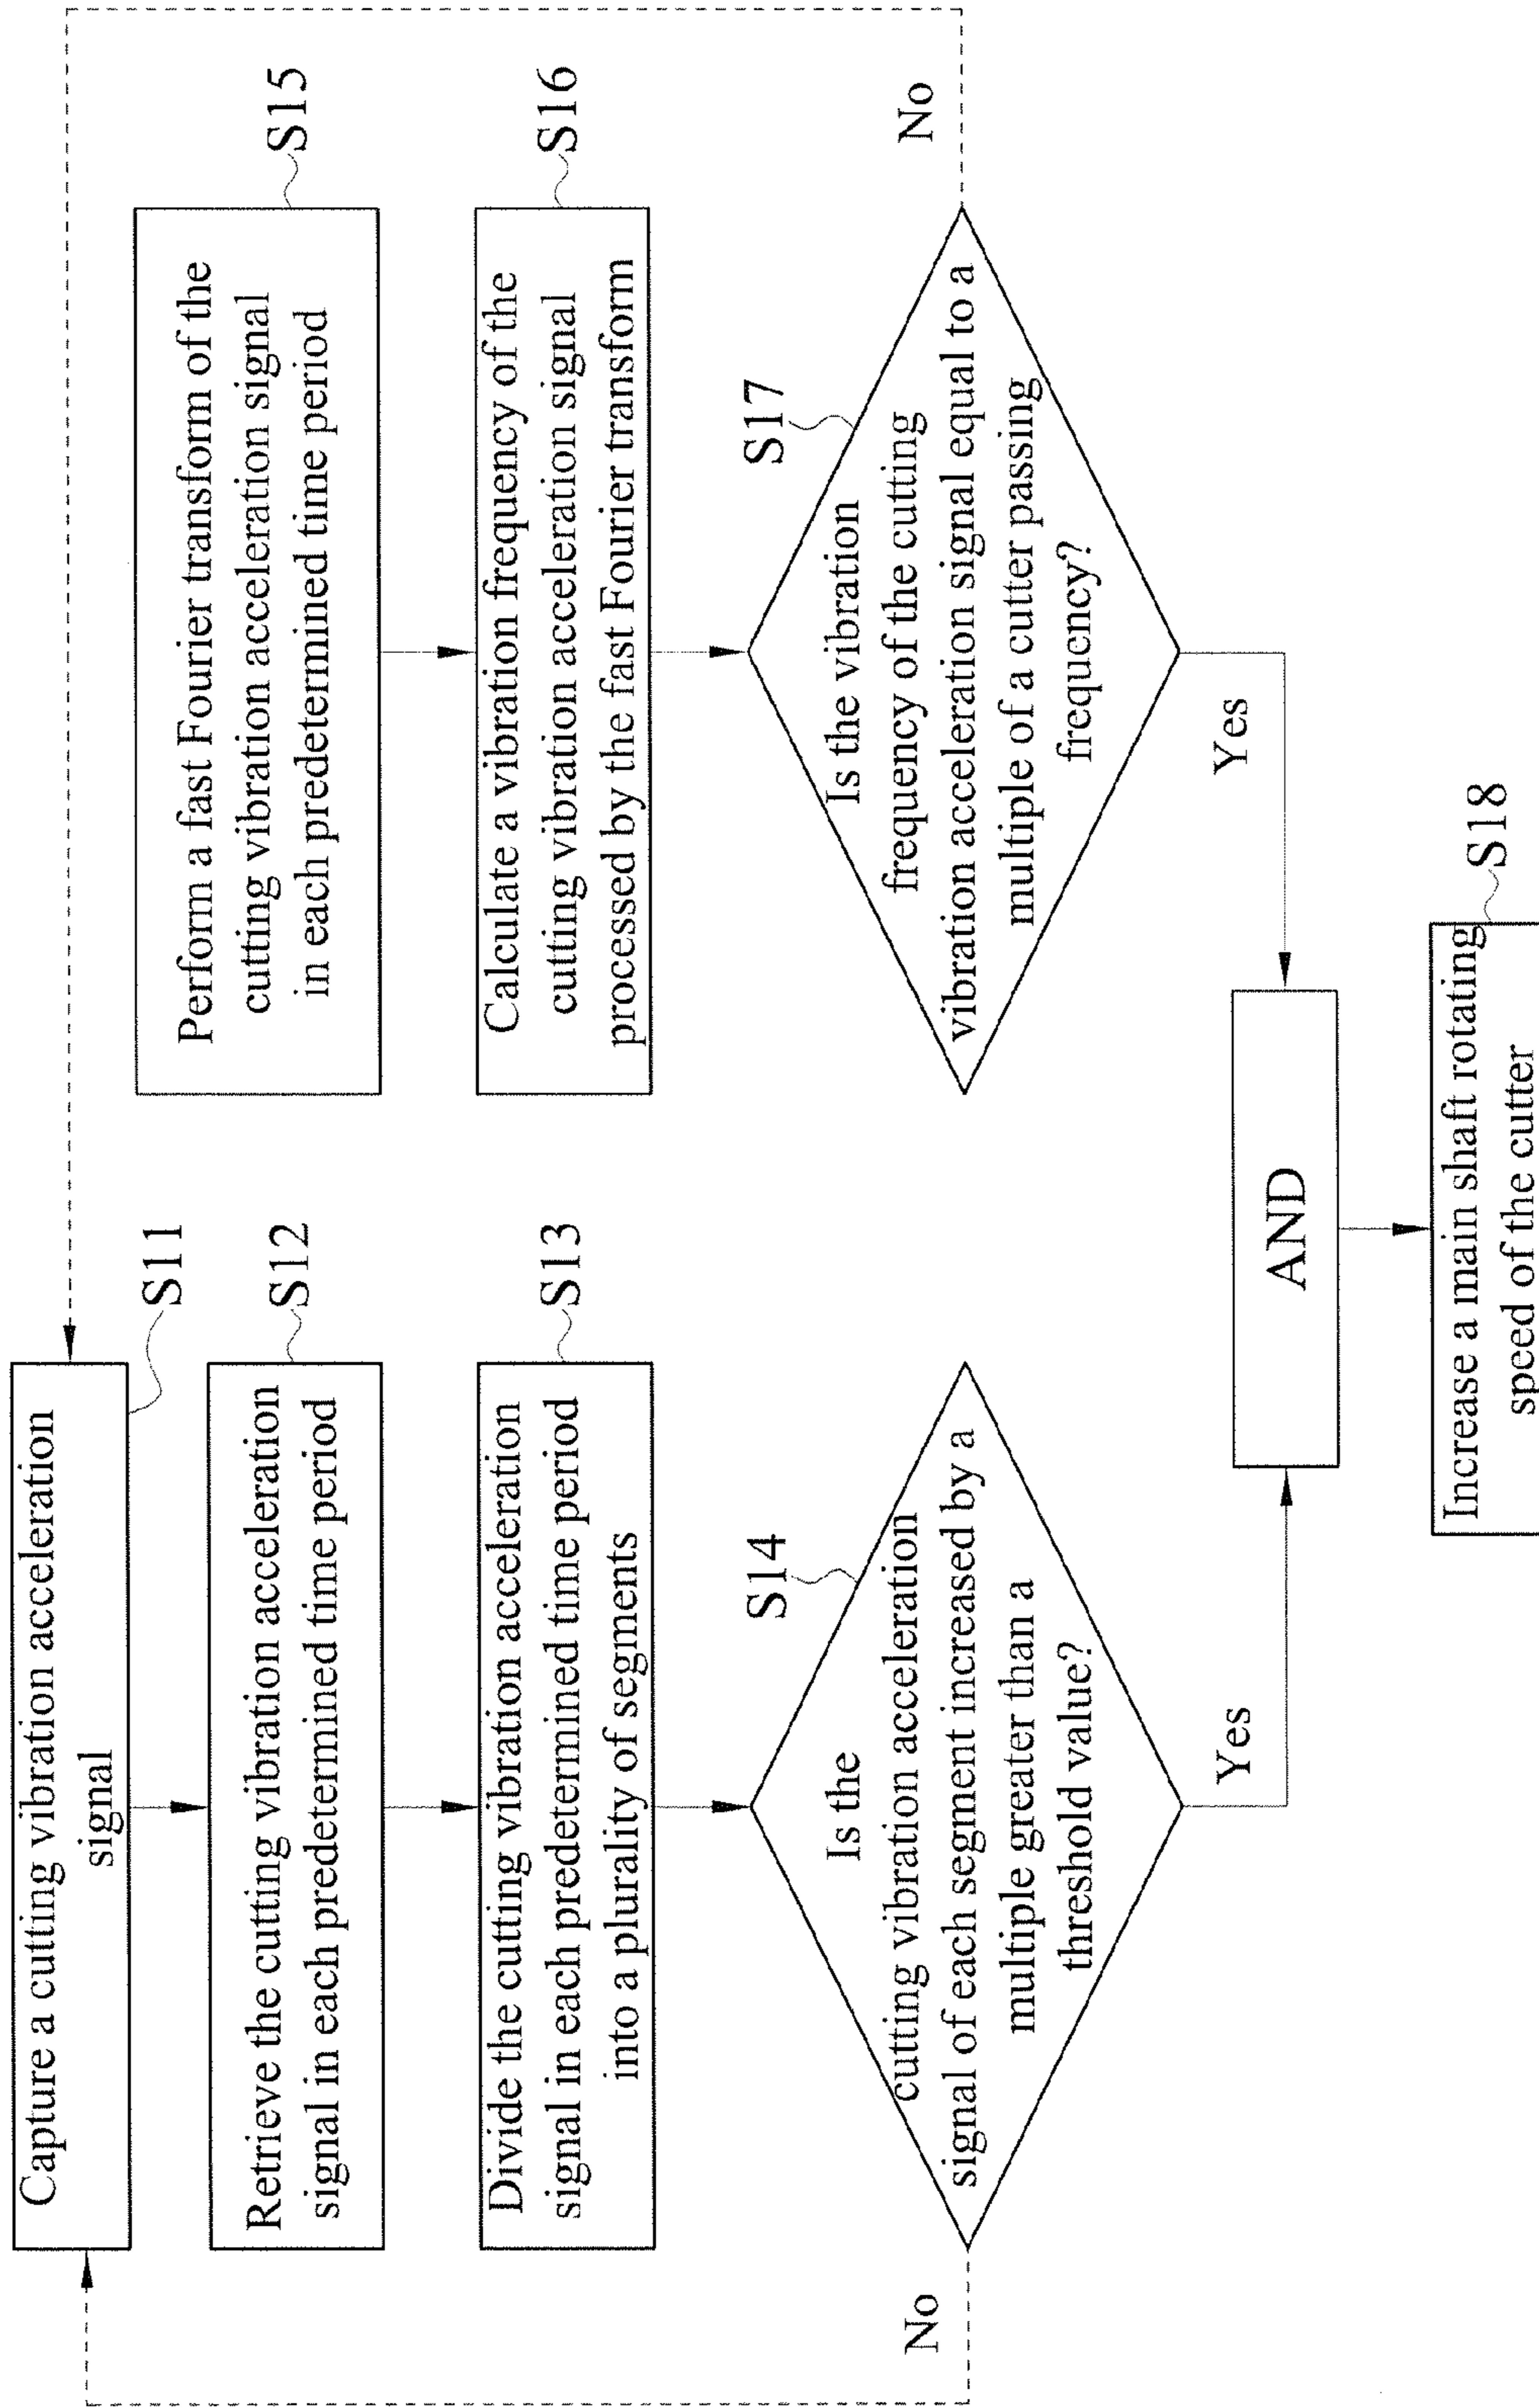 Capture a cutting vibration acceleration
signal
S11
Retrieve the cutting vibration acceleration
signal in each predetermined time period
S12
Divide the cutting vibration acceleration
signal in each predetermined time period
into a plurality of segments
S13
Is the
cutting vibration acceleration
signal of each segment increased by a
multiple greater than a
threshold value?
S14
No
Yes
Perform a fast Fourier transform of the
cutting vibration acceleration signal
in each predetermined time period
S15
Calculate a vibration frequency of the
cutting vibration acceleration signal
processed by the fast Fourier transform
S16
Is the vibration
frequency of the cutting
vibration acceleration signal equal to a
multiple of a cutter passing
frequency?
S17
No
Yes
AND
Increase a main shaft rotating
speed of the cutter
S18